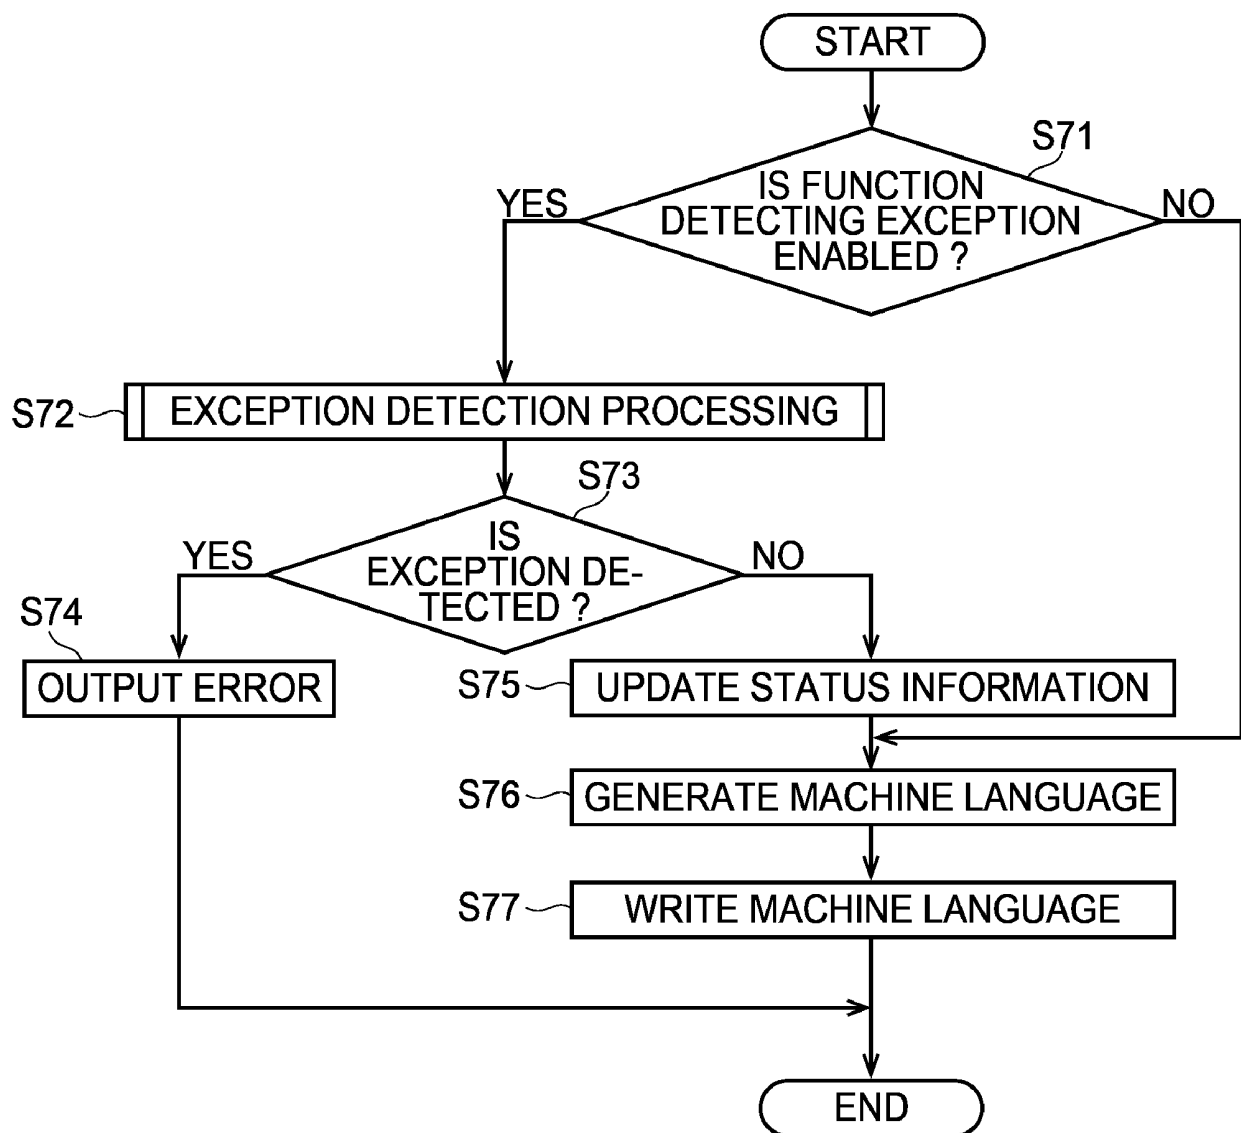 START
S71
IS FUNCTION
DETECTING EXCEPTION
ENABLED ?
YES
NO
S72
EXCEPTION DETECTION PROCESSING
S73
IS
EXCEPTION DE-
TECTED ?
YES
NO
S74
OUTPUT ERROR
S75
UPDATE STATUS INFORMATION
S76
GENERATE MACHINE LANGUAGE
S77
WRITE MACHINE LANGUAGE
END